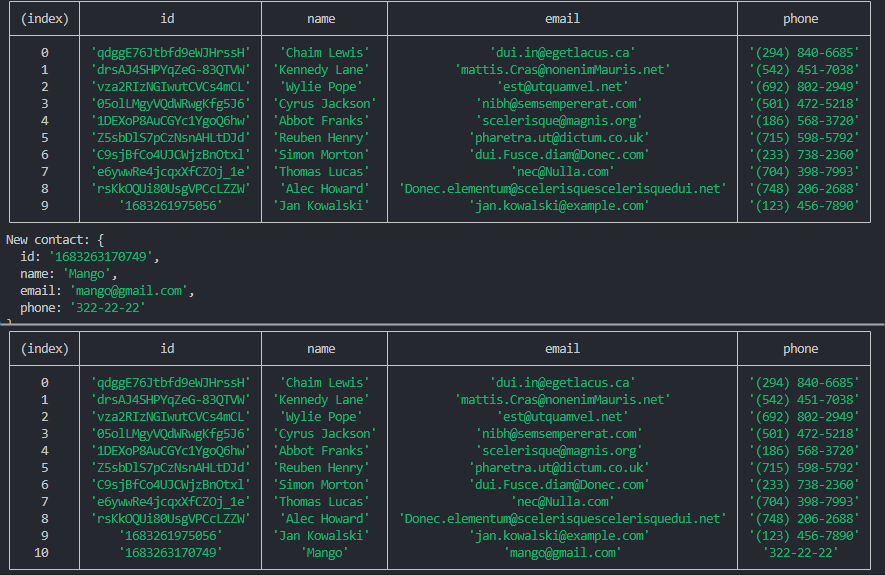 (index) id name email phone
0 'qdggE76Jtbfd9eWJHrssH' 'Chaim Lewis' 'dui.in@egetlacus.ca' '(294) 840-6685'
1 'drsAJ4SHPYqZeG-83QTVW' 'Kennedy Lane' 'mattis.Cras@nonenimMauris.net' '(542) 451-7038'
2 'vza2RIzNGIwutCVCs4mCL' 'Wylie Pope' 'est@utquamvel.net' '(692) 802-2949'
3 '05olLMgyVQdWRwgKfg5J6' 'Cyrus Jackson' 'nibh@semsempererat.com' '(501) 472-5218'
4 '1DEXoP8AuCGYc1YgoQ6hw' 'Abbot Franks' 'scelerisque@magnis.org' '(186) 568-3720'
5 'Z5sbDlS7pCzNsnAHLtDJd' 'Reuben Henry' 'pharetra.ut@dictum.co.uk' '(715) 598-5792'
6 'C9sjBfCo4UJCWjzBnOtxl' 'Simon Morton' 'dui.Fusce.diam@Donec.com' '(233) 738-2360'
7 'e6ywwRe4jcqxXfCZOj_1e' 'Thomas Lucas' 'nec@Nulla.com' '(704) 398-7993'
8 'rsKkOQUi80UsgVPCcLZZW' 'Alec Howard' 'Donec.elementum@scelerisquescelerisquedui.net' '(748) 206-2688'
9 '1683261975056' 'Jan Kowalski' 'jan.kowalski@example.com' '(123) 456-7890'
New contact: {
id: '1683263170749',
name: 'Mango',
email: 'mango@gmail.com',
phone: '322-22-22'
}
(index) id name email phone
0 'qdggE76Jtbfd9eWJHrssH' 'Chaim Lewis' 'dui.in@egetlacus.ca' '(294) 840-6685'
1 'drsAJ4SHPYqZeG-83QTVW' 'Kennedy Lane' 'mattis.Cras@nonenimMauris.net' '(542) 451-7038'
2 'vza2RIzNGIwutCVCs4mCL' 'Wylie Pope' 'est@utquamvel.net' '(692) 802-2949'
3 '05olLMgyVQdWRwgKfg5J6' 'Cyrus Jackson' 'nibh@semsempererat.com' '(501) 472-5218'
4 '1DEXoP8AuCGYc1YgoQ6hw' 'Abbot Franks' 'scelerisque@magnis.org' '(186) 568-3720'
5 'Z5sbDlS7pCzNsnAHLtDJd' 'Reuben Henry' 'pharetra.ut@dictum.co.uk' '(715) 598-5792'
6 'C9sjBfCo4UJCWjzBnOtxl' 'Simon Morton' 'dui.Fusce.diam@Donec.com' '(233) 738-2360'
7 'e6ywwRe4jcqxXfCZOj_1e' 'Thomas Lucas' 'nec@Nulla.com' '(704) 398-7993'
8 'rsKkOQUi80UsgVPCcLZZW' 'Alec Howard' 'Donec.elementum@scelerisquescelerisquedui.net' '(748) 206-2688'
9 '1683261975056' 'Jan Kowalski' 'jan.kowalski@example.com' '(123) 456-7890'
10 '1683263170749' 'Mango' 'mango@gmail.com' '322-22-22'